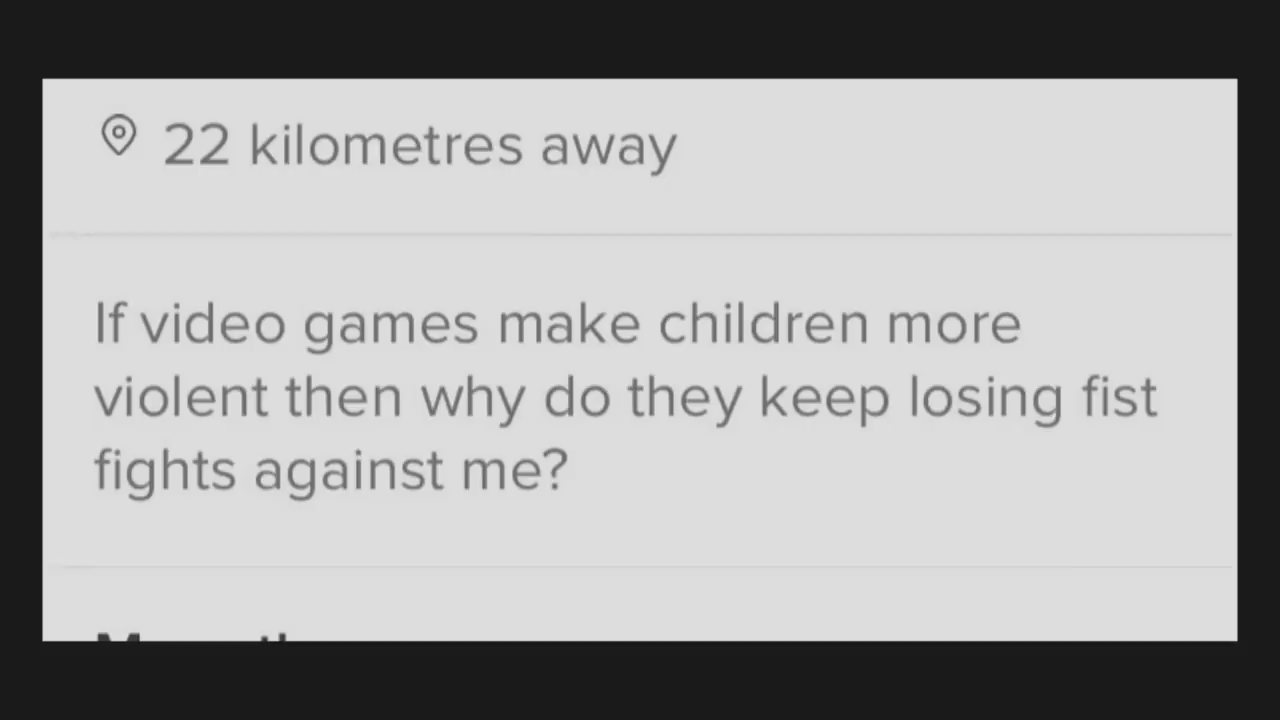 22 kilometres away
If video games make children more
violent then why do they keep losing fist
fights against me?